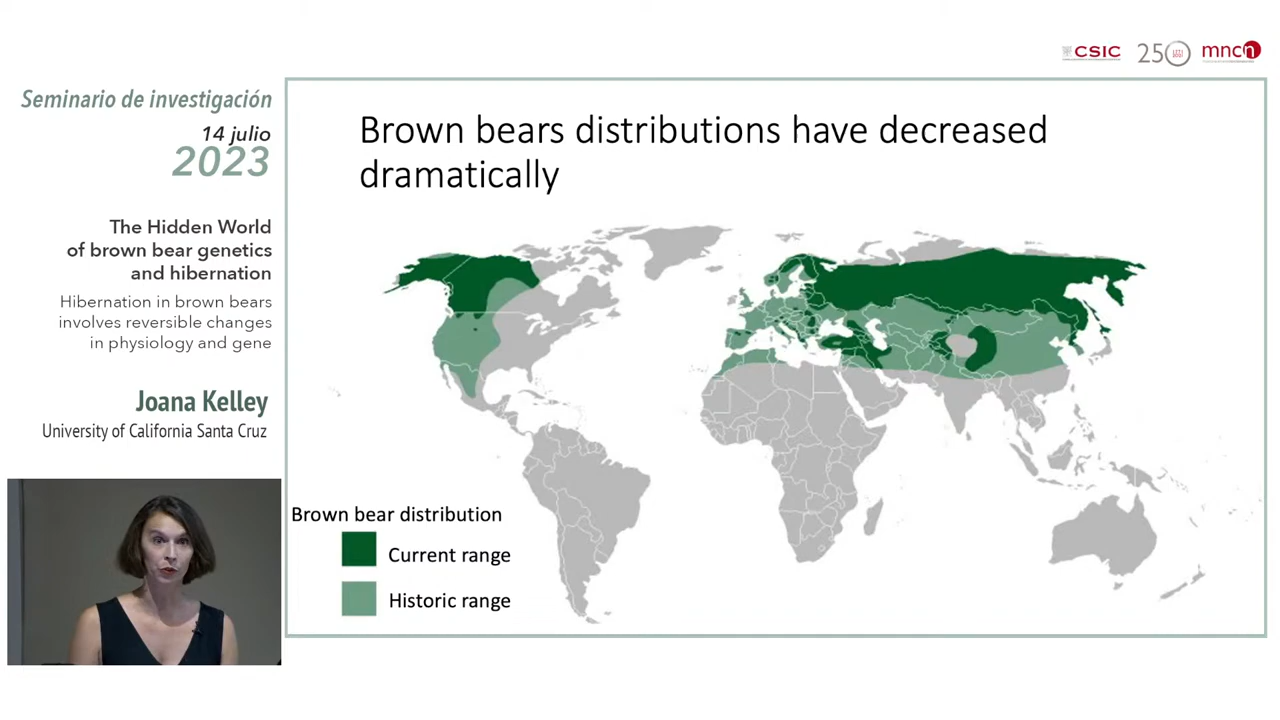 CSIC
250
mncn
Seminario de investigación
14 julio
2023
The Hidden World
of brown bear genetics
and hibernation
Hibernation in brown bears
involves reversible changes
in physiology and gene
Joana Kelley
University of California Santa Cruz
Brown bears distributions have decreased
dramatically
Brown bear distribution
Current range
Historic range